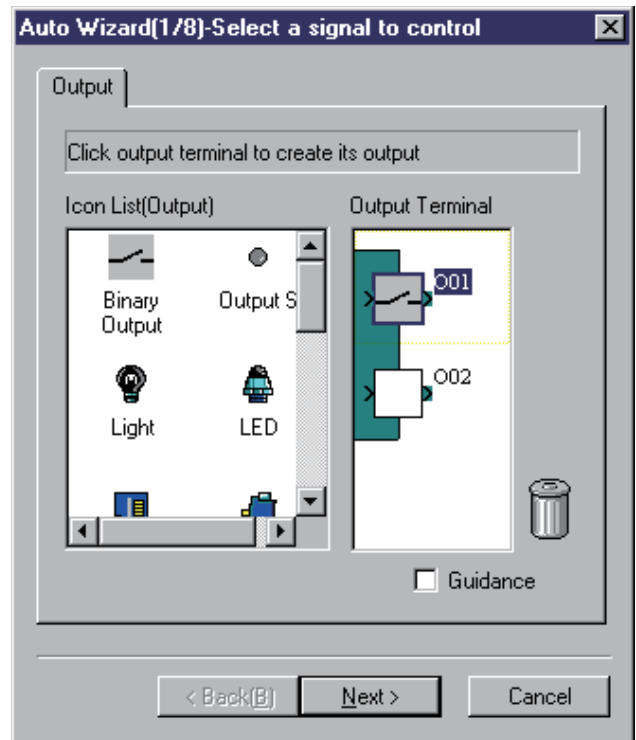 Auto Wizard(1/8)-Select a signal to control
Output
Click output terminal to create its output
Icon List(Output)
Output Terminal
Binary
Output
Output S
Light
LED
O01
O02
Guidance
< Back(B)
Next >
Cancel